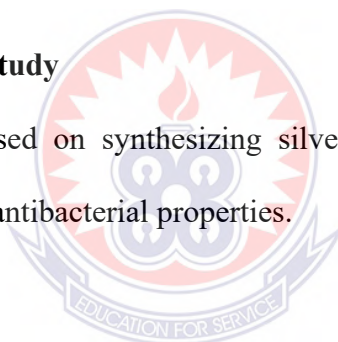 tudy
sed on synthesizing silve
antibacterial properties.
EDUCATION FOR SERVICE